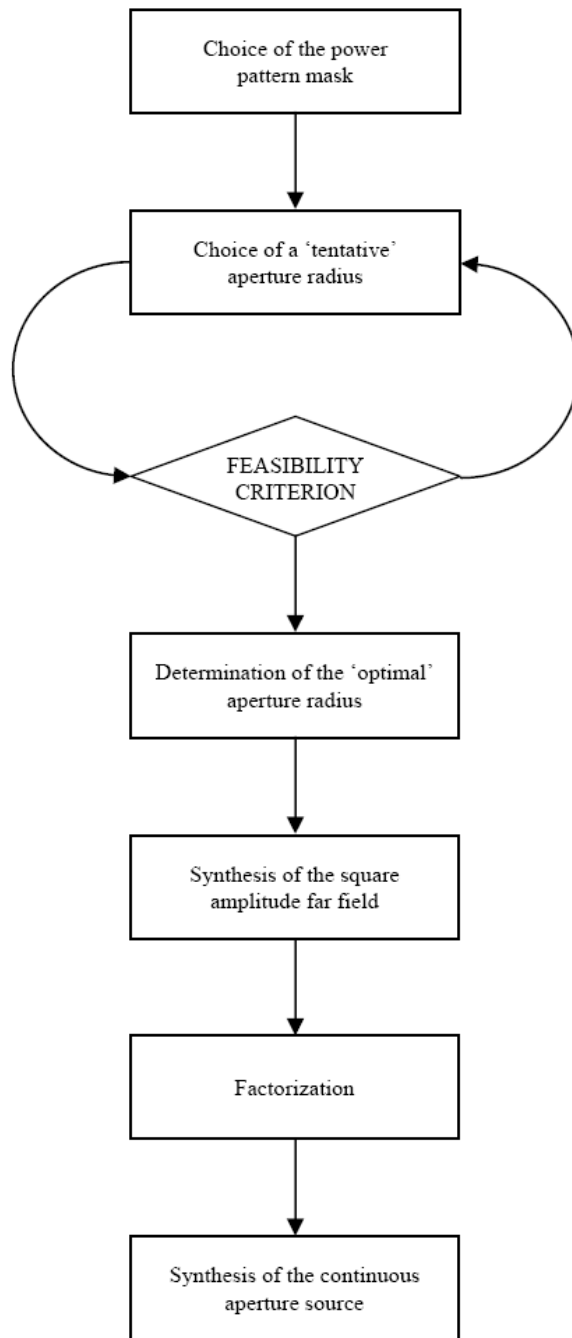 Choice of the power
pattern mask
Choice of a ‘tentative’
aperture radius
FEASIBILITY
CRITERION
Determination of the ‘optimal’
aperture radius
Synthesis of the square
amplitude far field
Factorization
Synthesis of the continuous
aperture source